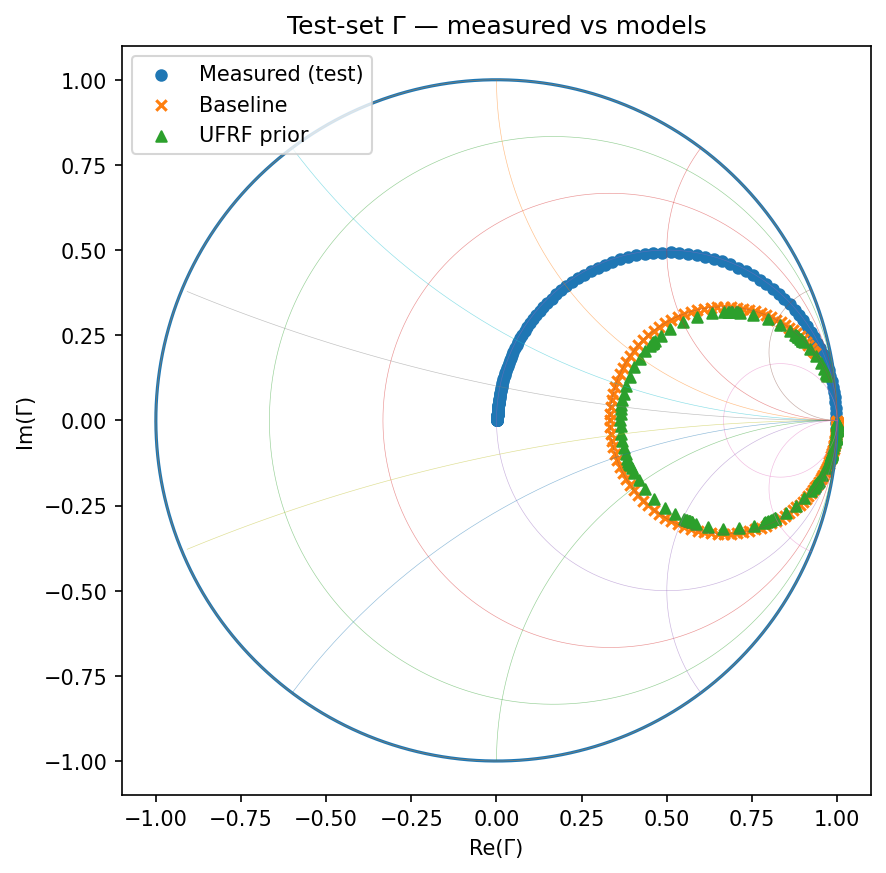 Test-set Γ — measured vs models
Measured (test)
Baseline
UFRF prior
1.00
0.75
0.50
0.25
0.00
−0.25
−0.50
−0.75
−1.00
Im(Γ)
−1.00 −0.75 −0.50 −0.25 0.00 0.25 0.50 0.75 1.00
Re(Γ)